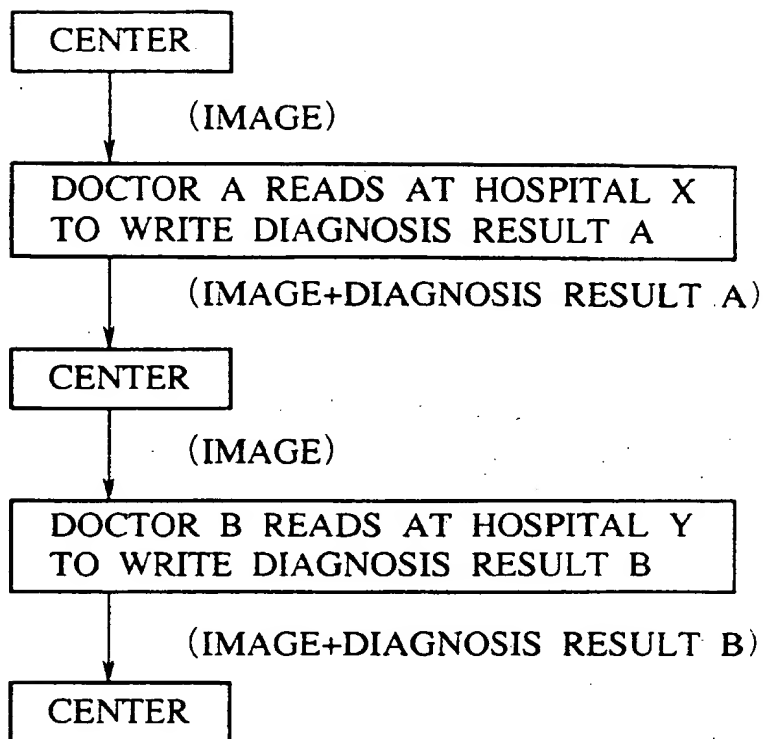 CENTER
(IMAGE)
DOCTOR A READS AT HOSPITAL X
TO WRITE DIAGNOSIS RESULT A
(IMAGE+DIAGNOSIS RESULT A)
CENTER
(IMAGE)
DOCTOR B READS AT HOSPITAL Y
TO WRITE DIAGNOSIS RESULT B
(IMAGE+DIAGNOSIS RESULT B)
CENTER